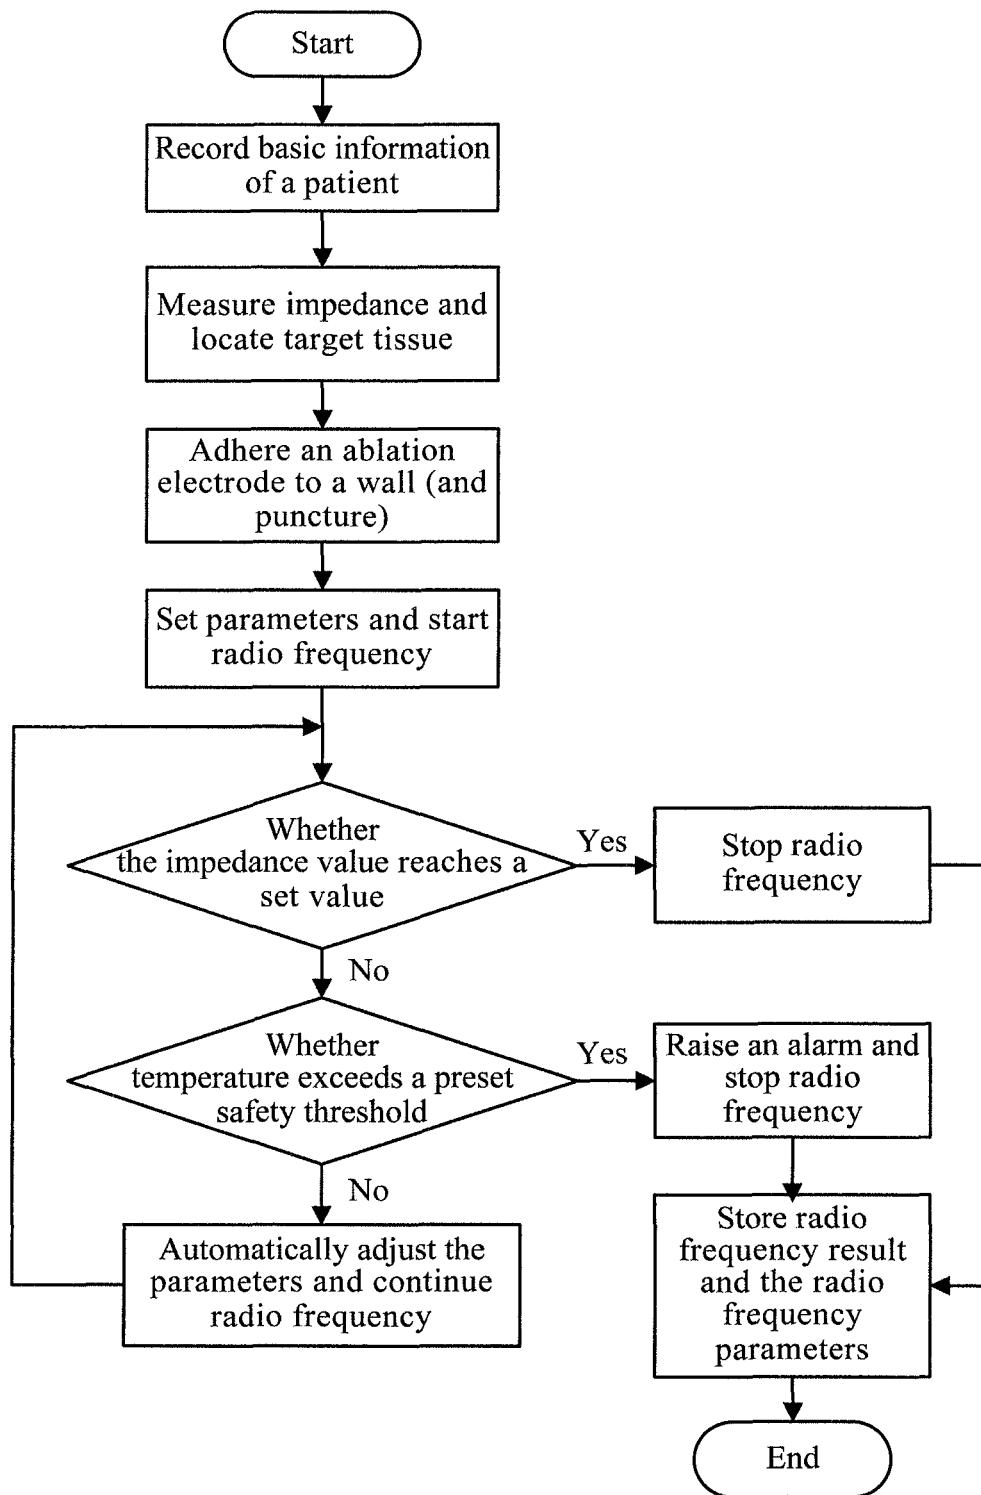 Start
Record basic information
of a patient
Measure impedance and
locate target tissue
Adhere an ablation
electrode to a wall (and
puncture)
Set parameters and start
radio frequency
Whether
the impedance value reaches a
set value
Yes
Stop radio
frequency
No
Whether
temperature exceeds a preset
safety threshold
Yes
Raise an alarm and
stop radio
frequency
No
Automatically adjust the
parameters and continue
radio frequency
Store radio
frequency result
and the radio
frequency
parameters
End